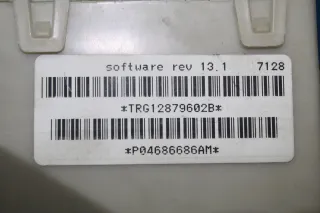 software rev 13.1 7128
*TRG12879602B*
*P04686686AM*